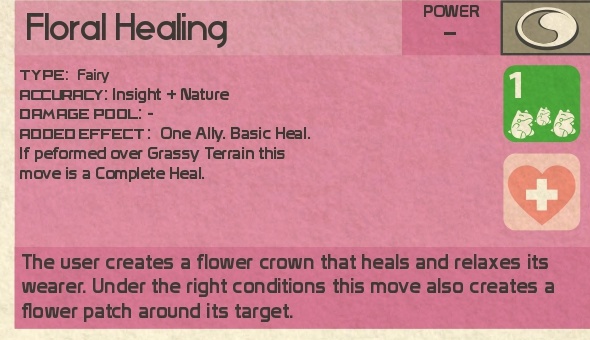 Floral Healing
POWER
–
TYPE: Fairy
ACCURACY: Insight + Nature
DAMAGE POOL: -
ADDED EFFECT: One Ally. Basic Heal.
If peformed over Grassy Terrain this
move is a Complete Heal.
1
The user creates a flower crown that heals and relaxes its
wearer. Under the right conditions this move also creates a
flower patch around its target.